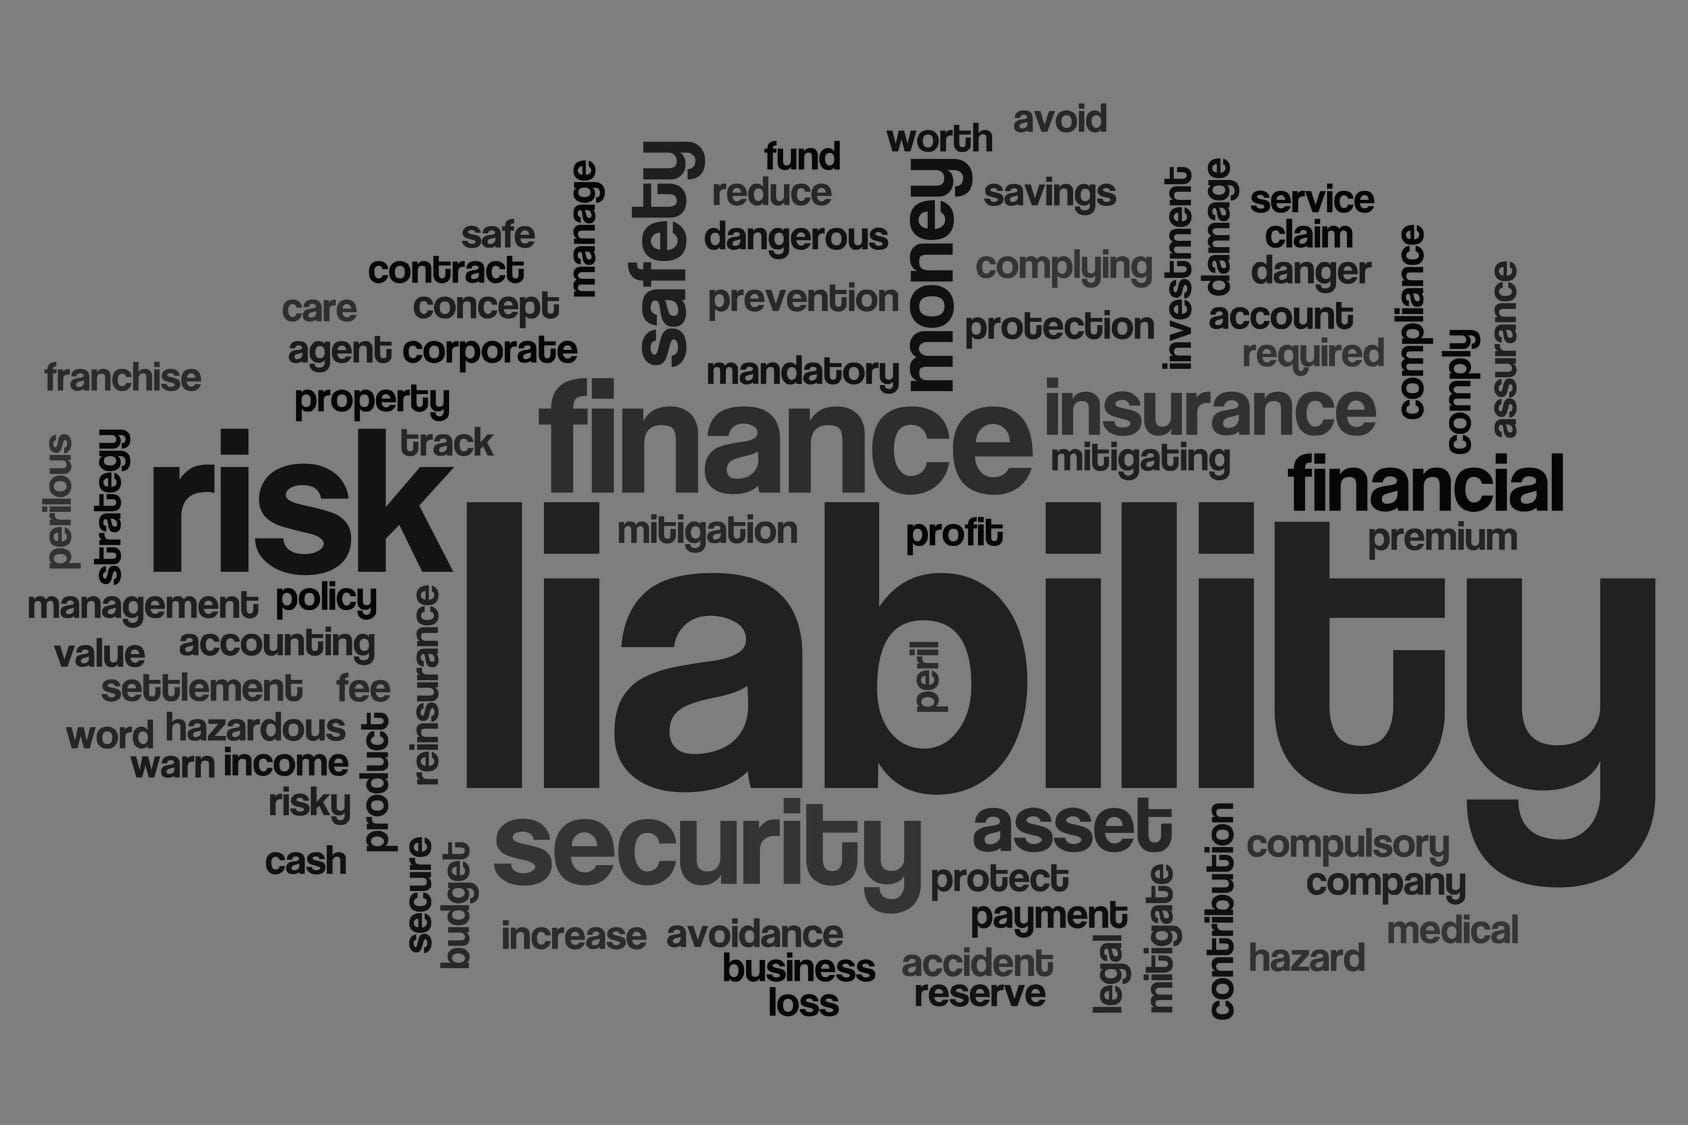 avoid
worth
fund
safety
money
manage
reduce
savings
investment
damage
service
safe
dangerous
claim
compliance
contract
complying
danger
assurance
care
concept
prevention
protection
account
comply
agent
corporate
required
franchise
mandatory
property
finance
insurance
track
mitigating
risk
perilous
strategy
financial
liability
mitigation
profit
premium
management
policy
reinsurance
accounting
value
peril
settlement
fee
word
hazardous
product
warn
income
risky
security
asset
contribution
compulsory
cash
secure
budget
protect
mitigate
company
payment
increase
avoidance
medical
legal
business
accident
hazard
loss
reserve